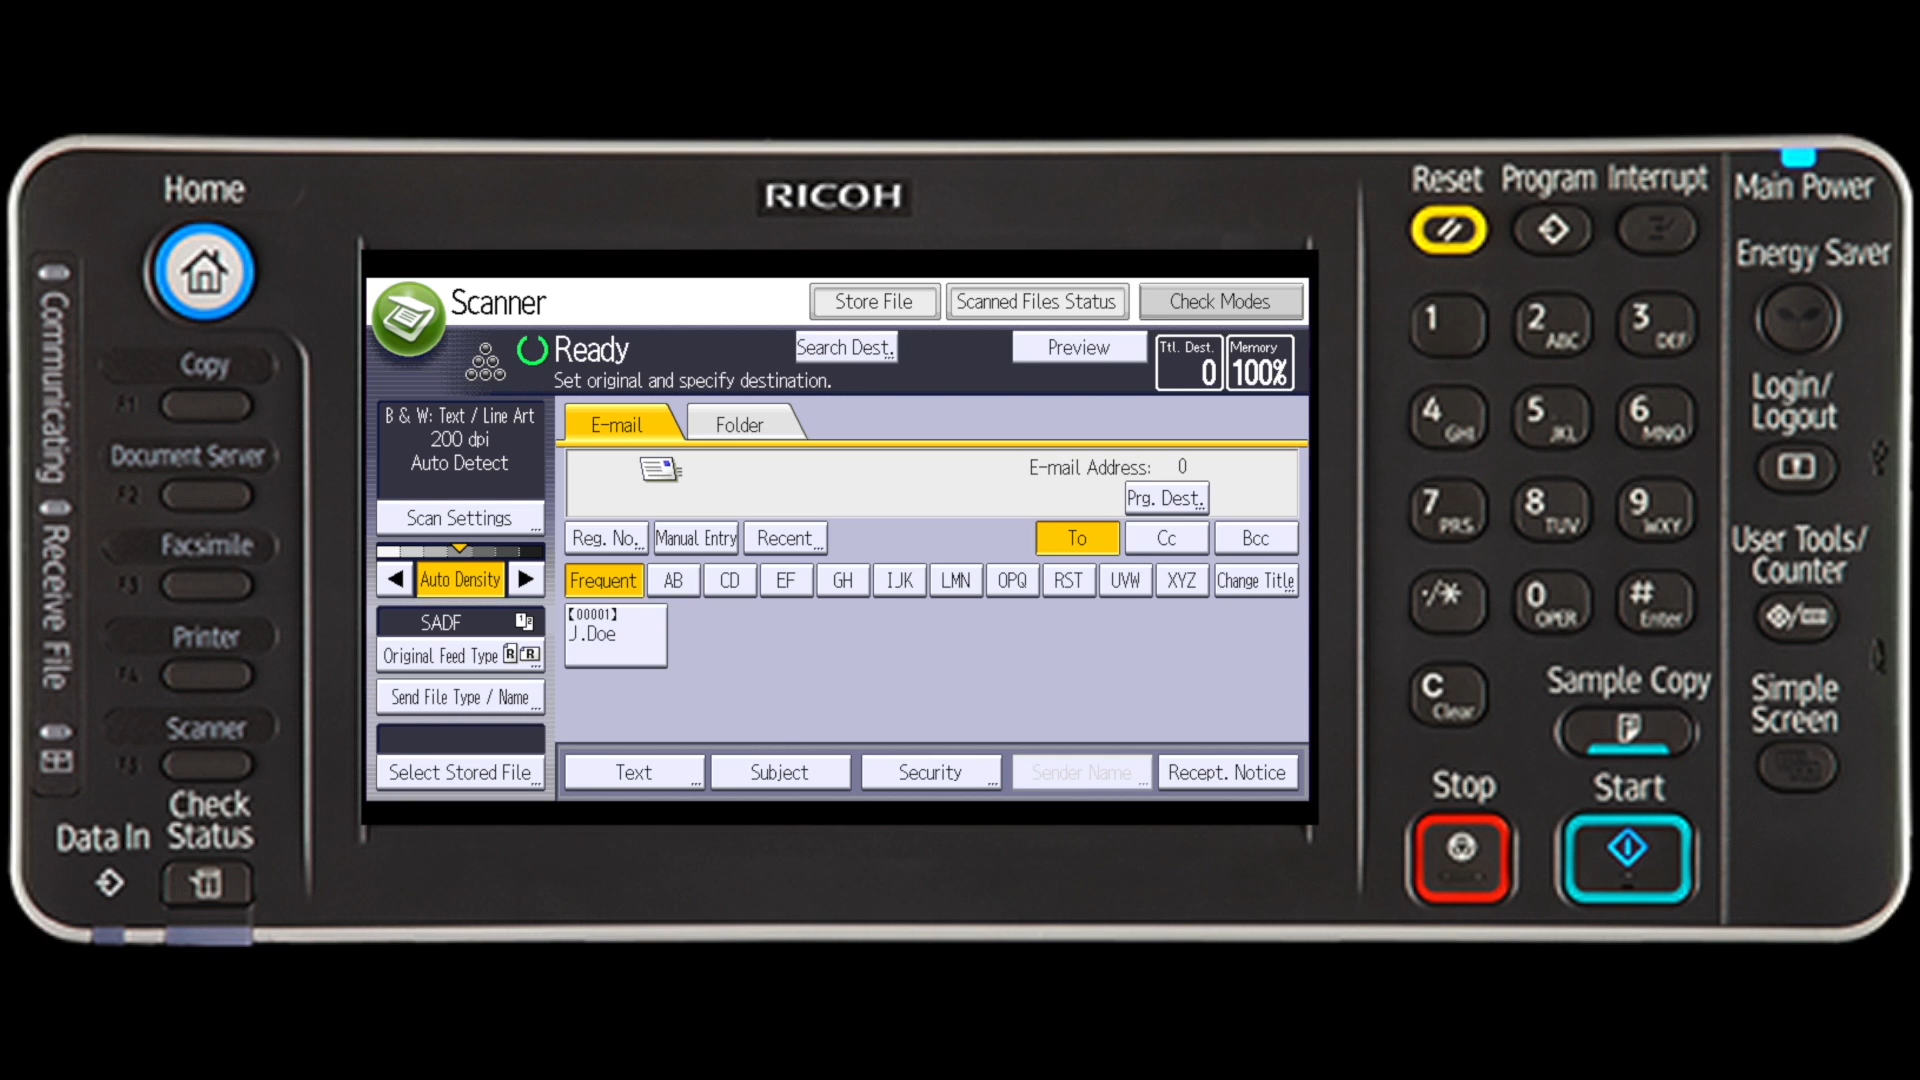 Home
RICOH
Reset Program Interrupt
Main Power
Energy Saver
Communicating
Receive File
Copy
F1
Document Server
F2
Facsimile
F3
Printer
F4
Scanner
F5
Check
Status
Data In
Scanner
Store File
Scanned Files Status
Check Modes
Ready
Search Dest.
Preview
Ttl. Dest.
0
Memory
100%
Set original and specify destination.
B & W: Text / Line Art
200 dpi
Auto Detect
Scan Settings
Auto Density
SADF
1 2
Original Feed Type R R
Send File Type / Name
Select Stored File
E-mail
Folder
E-mail Address: 0
Prg. Dest.
Reg. No.
Manual Entry
Recent
To
Cc
Bcc
Frequent
AB
CD
EF
GH
IJK
LMN
OPQ
RST
UVW
XYZ
Change Title
【00001】
J.Doe
Text
Subject
Security
Sender Name
Recept. Notice
1
2 ABC
3 DEF
4 GHI
5 JKL
6 MNO
7 PRS
8 TUV
9 WXY
·/*
0 OPER
# Enter
C Clear
Sample Copy
Stop
Start
Login/
Logout
User Tools/
Counter
Simple
Screen